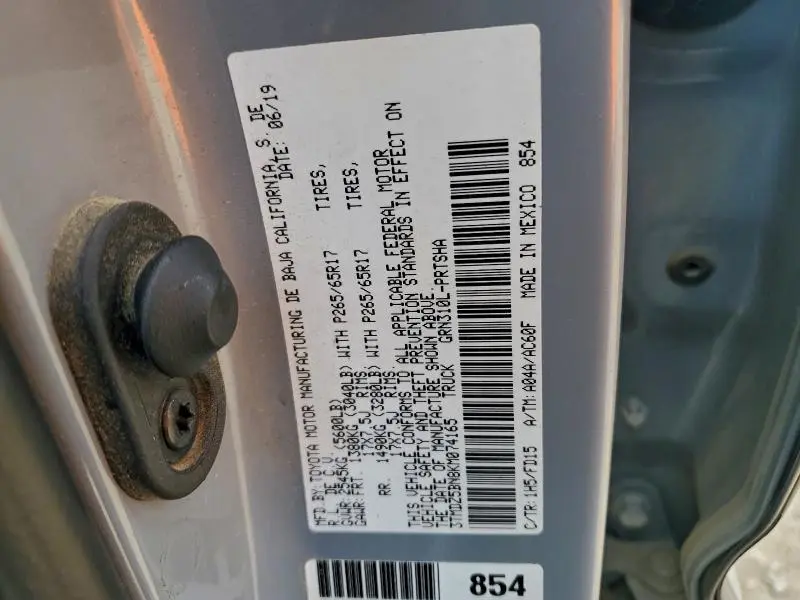 MFD.BY:TOYOTA MOTOR MANUFACTURING DE BAJA CALIFORNIA, S. DE
R.L. DE C.V. DATE: 06/19
GVWR 2545KG (5600LB)
GAWR: FRT. 1380KG (3040LB) WITH P265/65R17 TIRES,
17X7.5J RIMS
RR. 1490KG (3280LB) WITH P265/65R17 TIRES,
17X7.5J RIMS
THIS VEHICLE CONFORMS TO ALL APPLICABLE FEDERAL MOTOR
VEHICLE SAFETY AND THEFT PREVENTION STANDARDS IN EFFECT ON
THE DATE OF MANUFACTURE SHOWN ABOVE.
3TMDZ5BN8KM074165 TRUCK GRN310L-PRTSHA
C/TR: 1H5/FD15 A/TM: A04A/AC60F MADE IN MEXICO 854
854